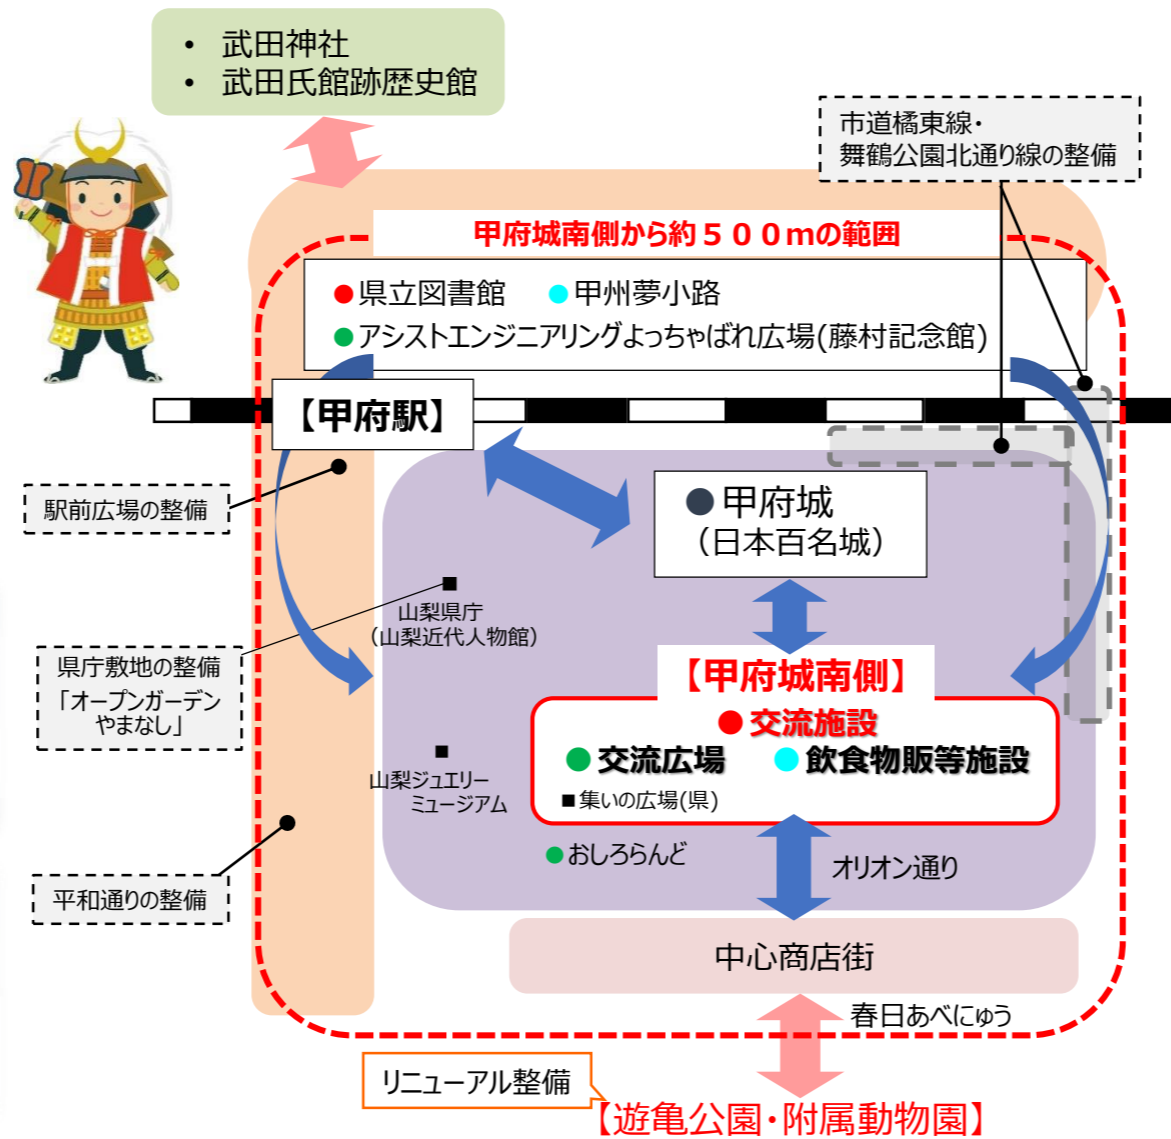 • 武田神社
• 武田氏館跡歴史館
市道橘東線・
舞鶴公園北通り線の整備
甲府城南側から約５００ｍの範囲
●県立図書館 ●甲州夢小路
●アシストエンジニアリングよっちゃばれ広場(藤村記念館)
【甲府駅】
駅前広場の整備
●甲府城
（日本百名城）
■
山梨県庁
（山梨近代人物館）
県庁敷地の整備
「オープンガーデン
やまなし」
【甲府城南側】
●交流施設
●交流広場 ●飲食物販等施設
■集いの広場(県)
■
山梨ジュエリー
ミュージアム
●おしろらんど
オリオン通り
平和通りの整備
中心商店街
春日あべにゅう
リニューアル整備
【遊亀公園・附属動物園】